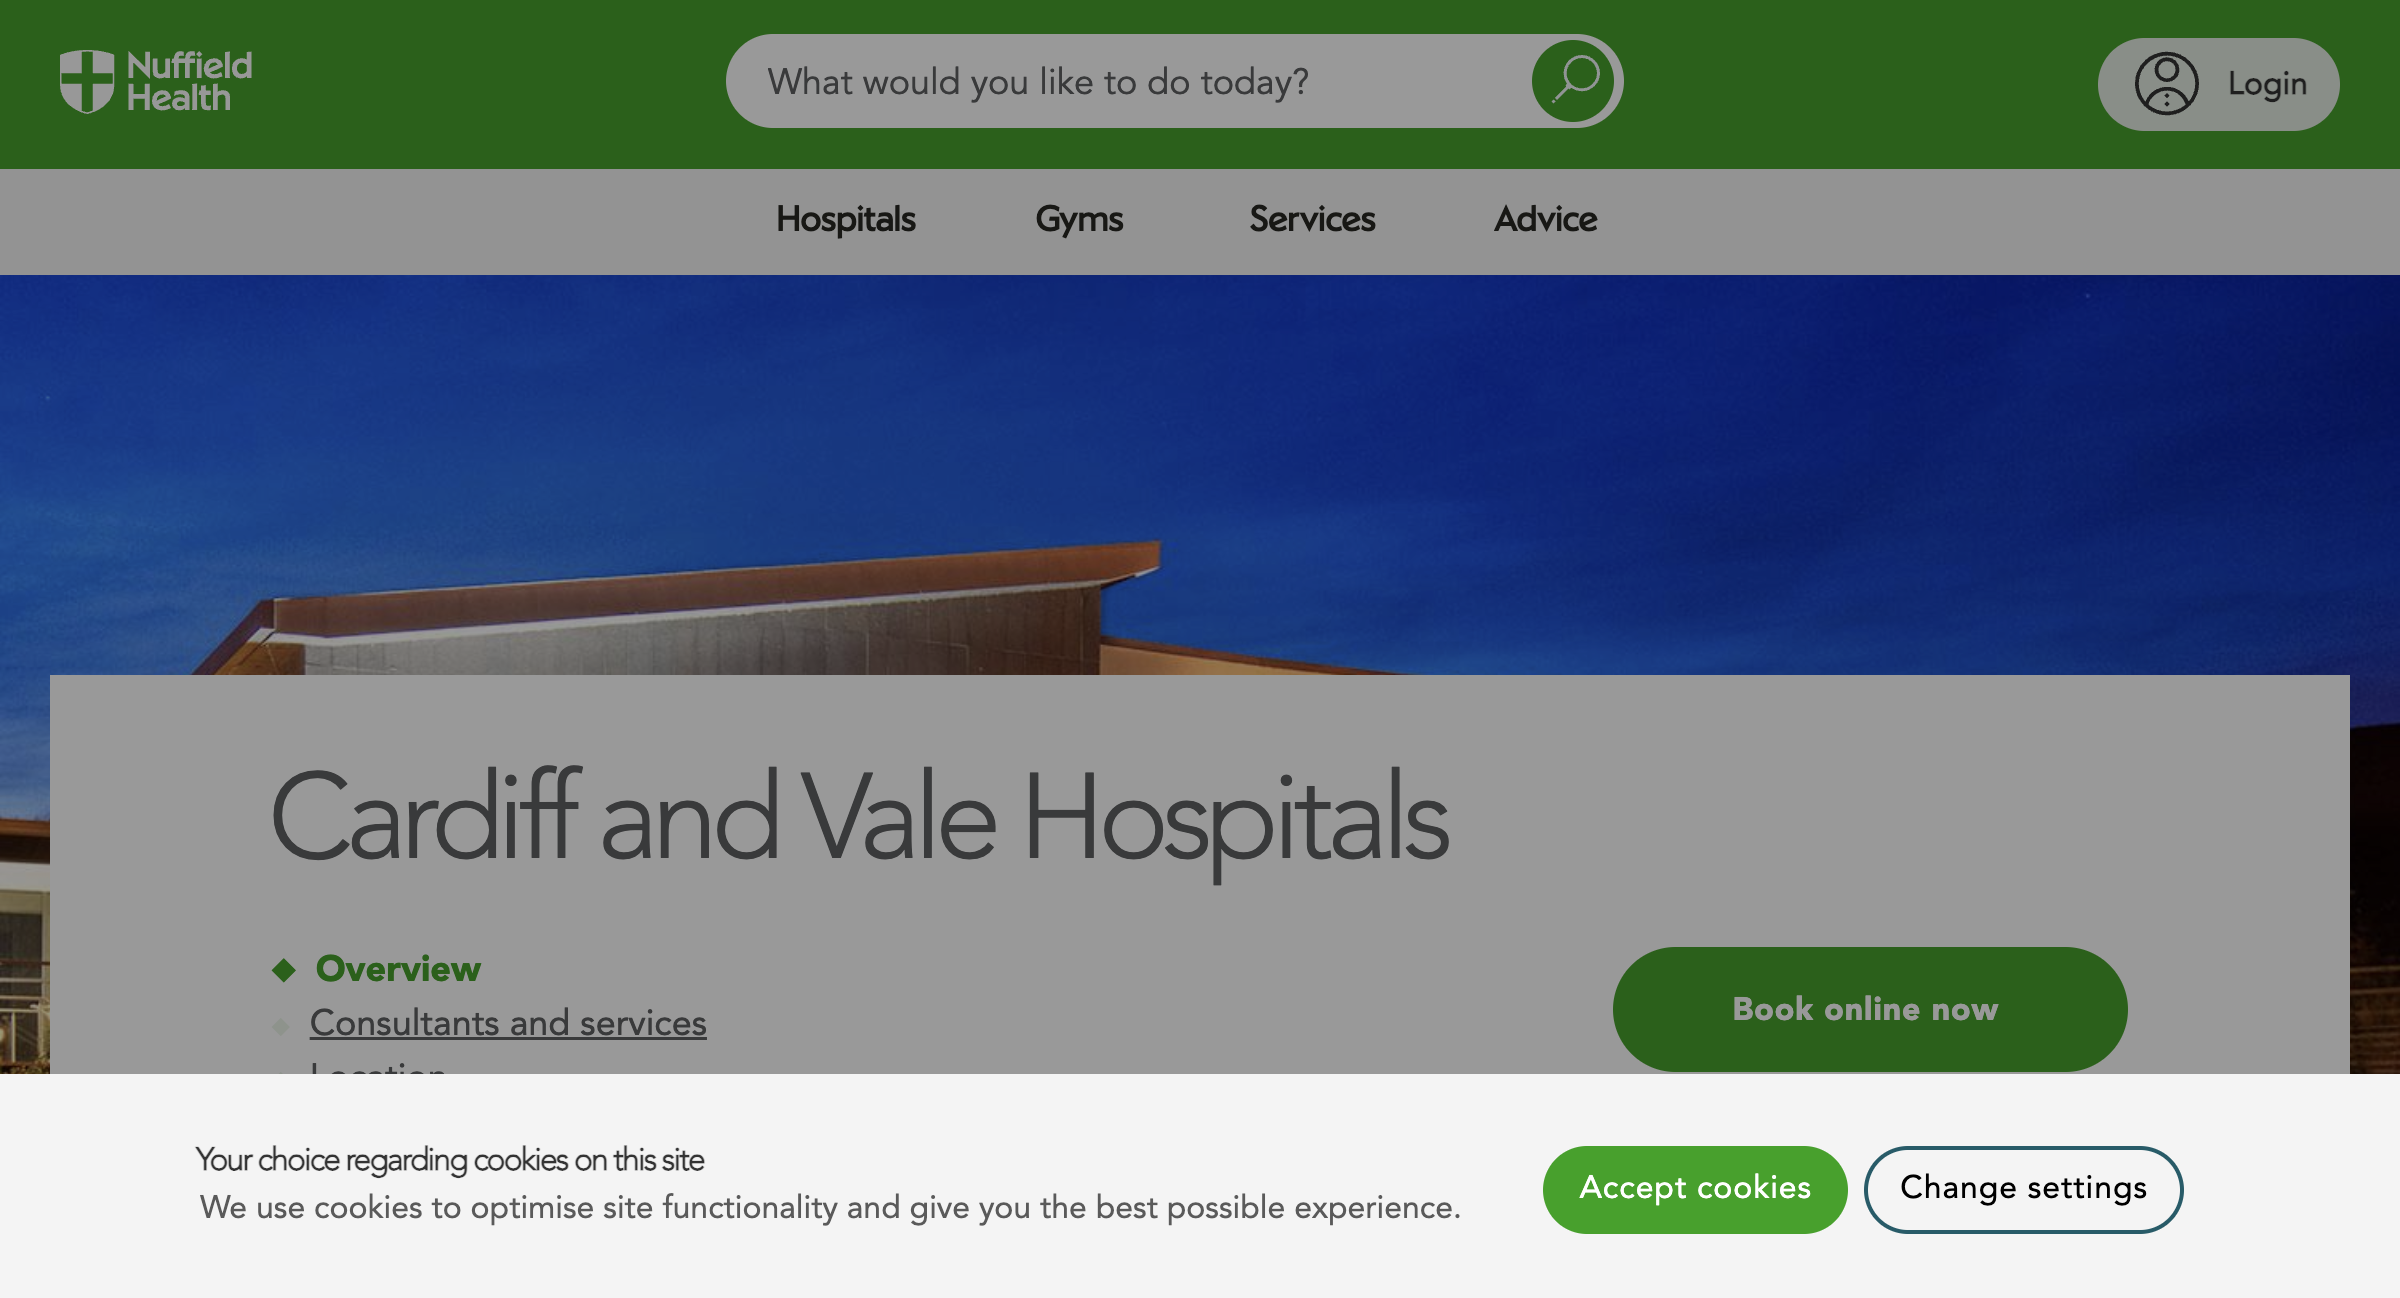 Nuffield
Health
What would you like to do today?
Login
Hospitals Gyms Services Advice
Cardiff and Vale Hospitals
Overview
Consultants and services
Location
Book online now
Your choice regarding cookies on this site
We use cookies to optimise site functionality and give you the best possible experience.
Accept cookies
Change settings